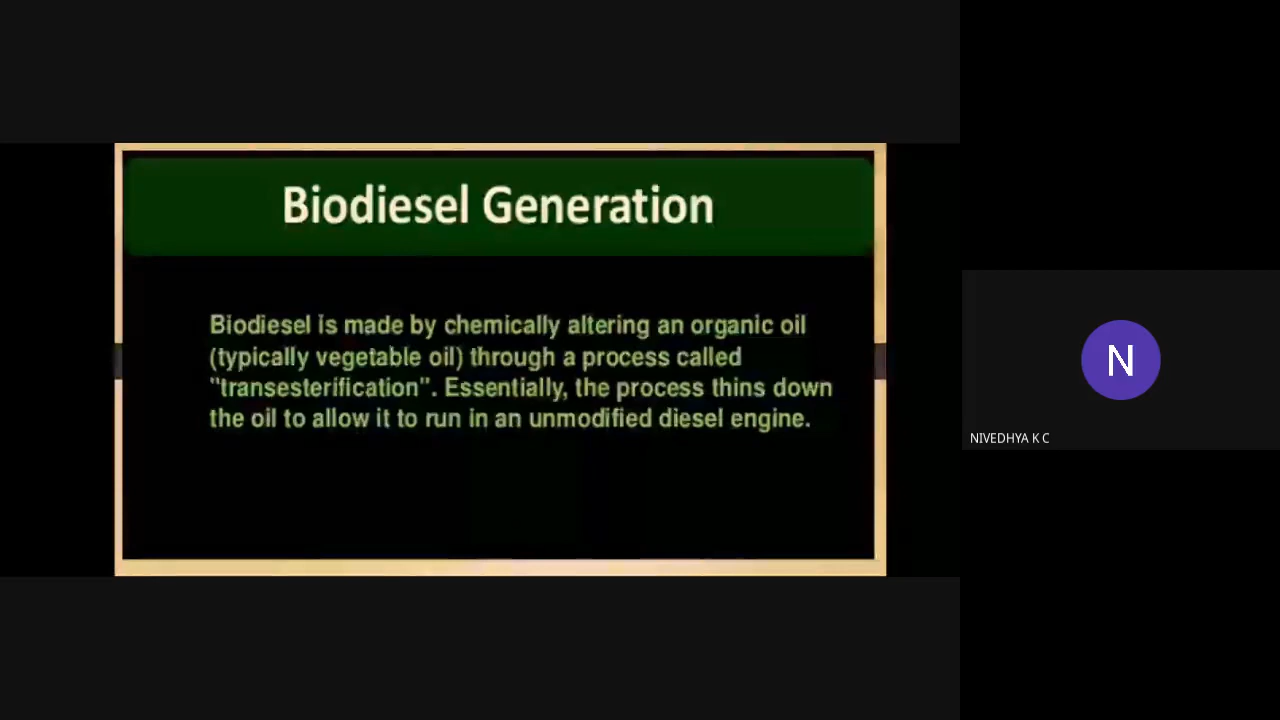 Biodiesel Generation
Biodiesel is made by chemically altering an organic oil
(typically vegetable oil) through a process called
"transesterification". Essentially, the process thins down
the oil to allow it to run in an unmodified diesel engine.
N
NIVEDHYA K C